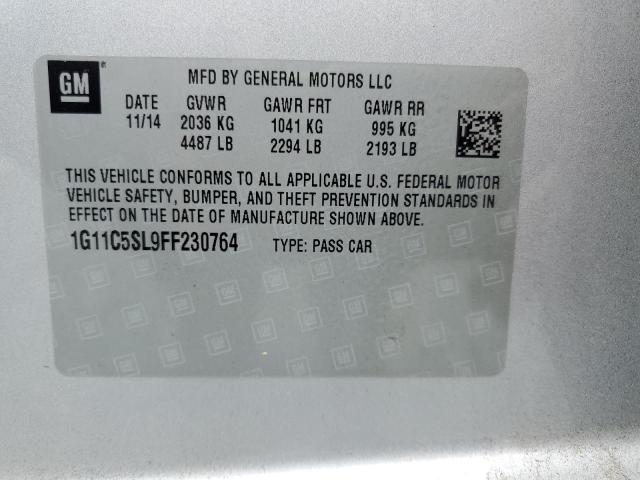 GM
MFD BY GENERAL MOTORS LLC
DATE GVWR GAWR FRT GAWR RR
11/14 2036 KG 1041 KG 995 KG
4487 LB 2294 LB 2193 LB
THIS VEHICLE CONFORMS TO ALL APPLICABLE U.S. FEDERAL MOTOR
VEHICLE SAFETY, BUMPER, AND THEFT PREVENTION STANDARDS IN
EFFECT ON THE DATE OF MANUFACTURE SHOWN ABOVE.
1G11C5SL9FF230764 TYPE: PASS CAR